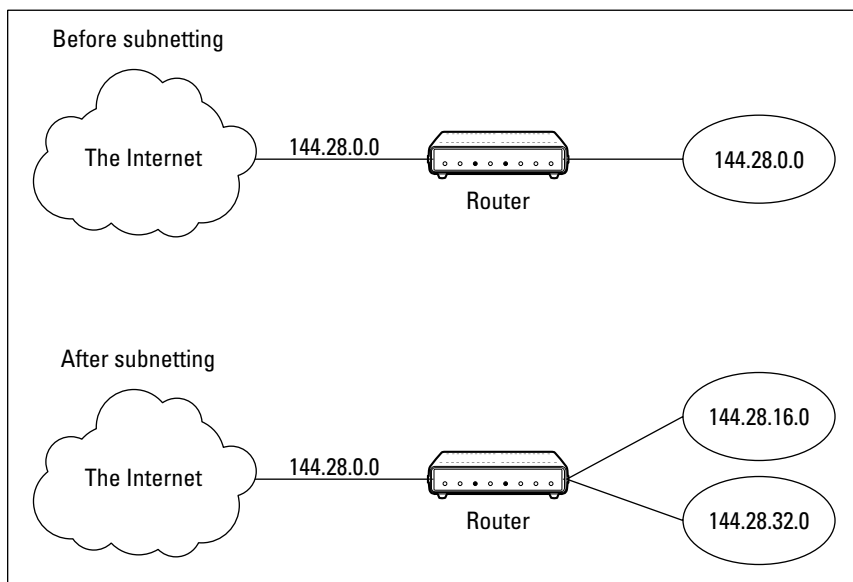 Before subnetting
The Internet
144.28.0.0
Router
144.28.0.0
After subnetting
The Internet
144.28.0.0
Router
144.28.16.0
144.28.32.0